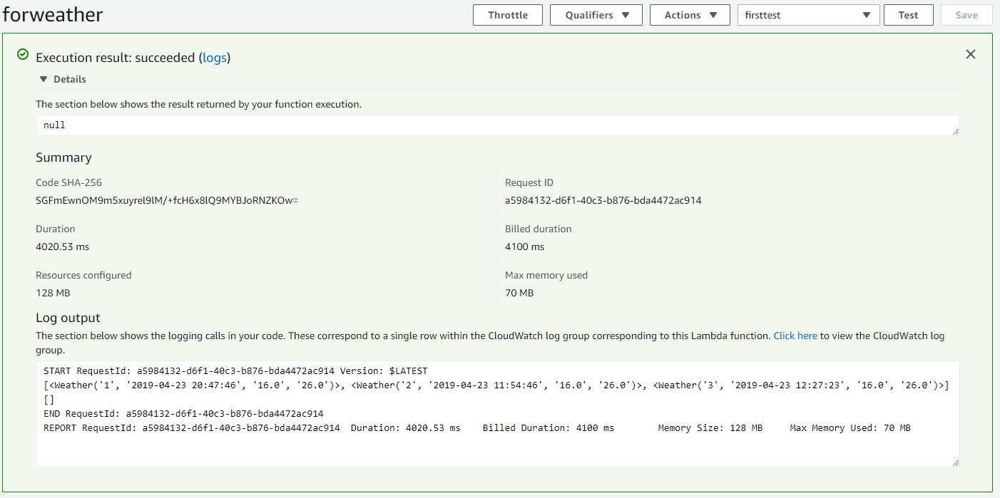 forweather
Throttle
Qualifiers
Actions
firsttest
Test
Save
Execution result: succeeded (logs)
Details
The section below shows the result returned by your function execution.
null
Summary
Code SHA-256
SGFmEwnOM9m5xuyrel9lM/+fcH6x8lQ9MYBJoRNZKOw=
Request ID
a5984132-d6f1-40c3-b876-bda4472ac914
Duration
4020.53 ms
Billed duration
4100 ms
Resources configured
128 MB
Max memory used
70 MB
Log output
The section below shows the logging calls in your code. These correspond to a single row within the CloudWatch log group corresponding to this Lambda function. Click here to view the CloudWatch log
group.
START RequestId: a5984132-d6f1-40c3-b876-bda4472ac914 Version: $LATEST
[<Weather('1', '2019-04-23 20:47:46', '16.0', '26.0')>, <Weather('2', '2019-04-23 11:54:46', '16.0', '26.0')>, <Weather('3', '2019-04-23 12:27:23', '16.0', '26.0')>]
[]
END RequestId: a5984132-d6f1-40c3-b876-bda4472ac914
REPORT RequestId: a5984132-d6f1-40c3-b876-bda4472ac914 Duration: 4020.53 ms Billed Duration: 4100 ms Memory Size: 128 MB Max Memory Used: 70 MB